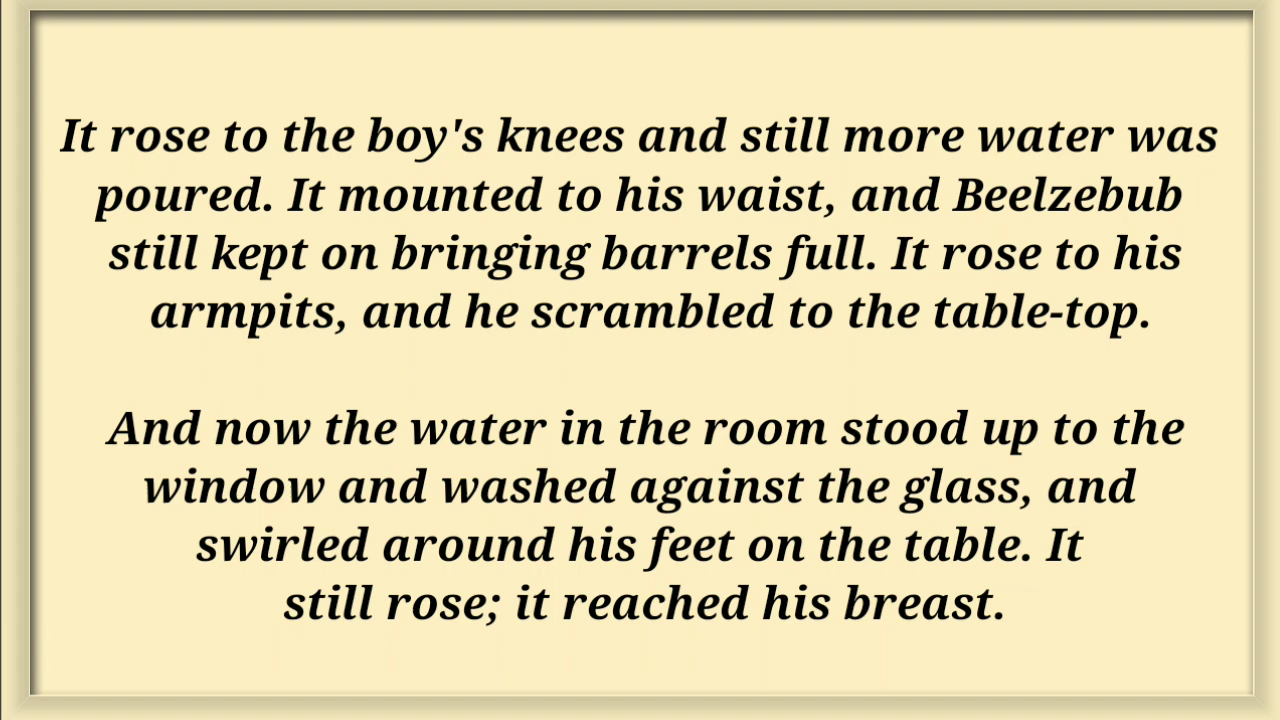 It rose to the boy's knees and still more water was
poured. It mounted to his waist, and Beelzebub
still kept on bringing barrels full. It rose to his
armpits, and he scrambled to the table-top.
And now the water in the room stood up to the
window and washed against the glass, and
swirled around his feet on the table. It
still rose; it reached his breast.